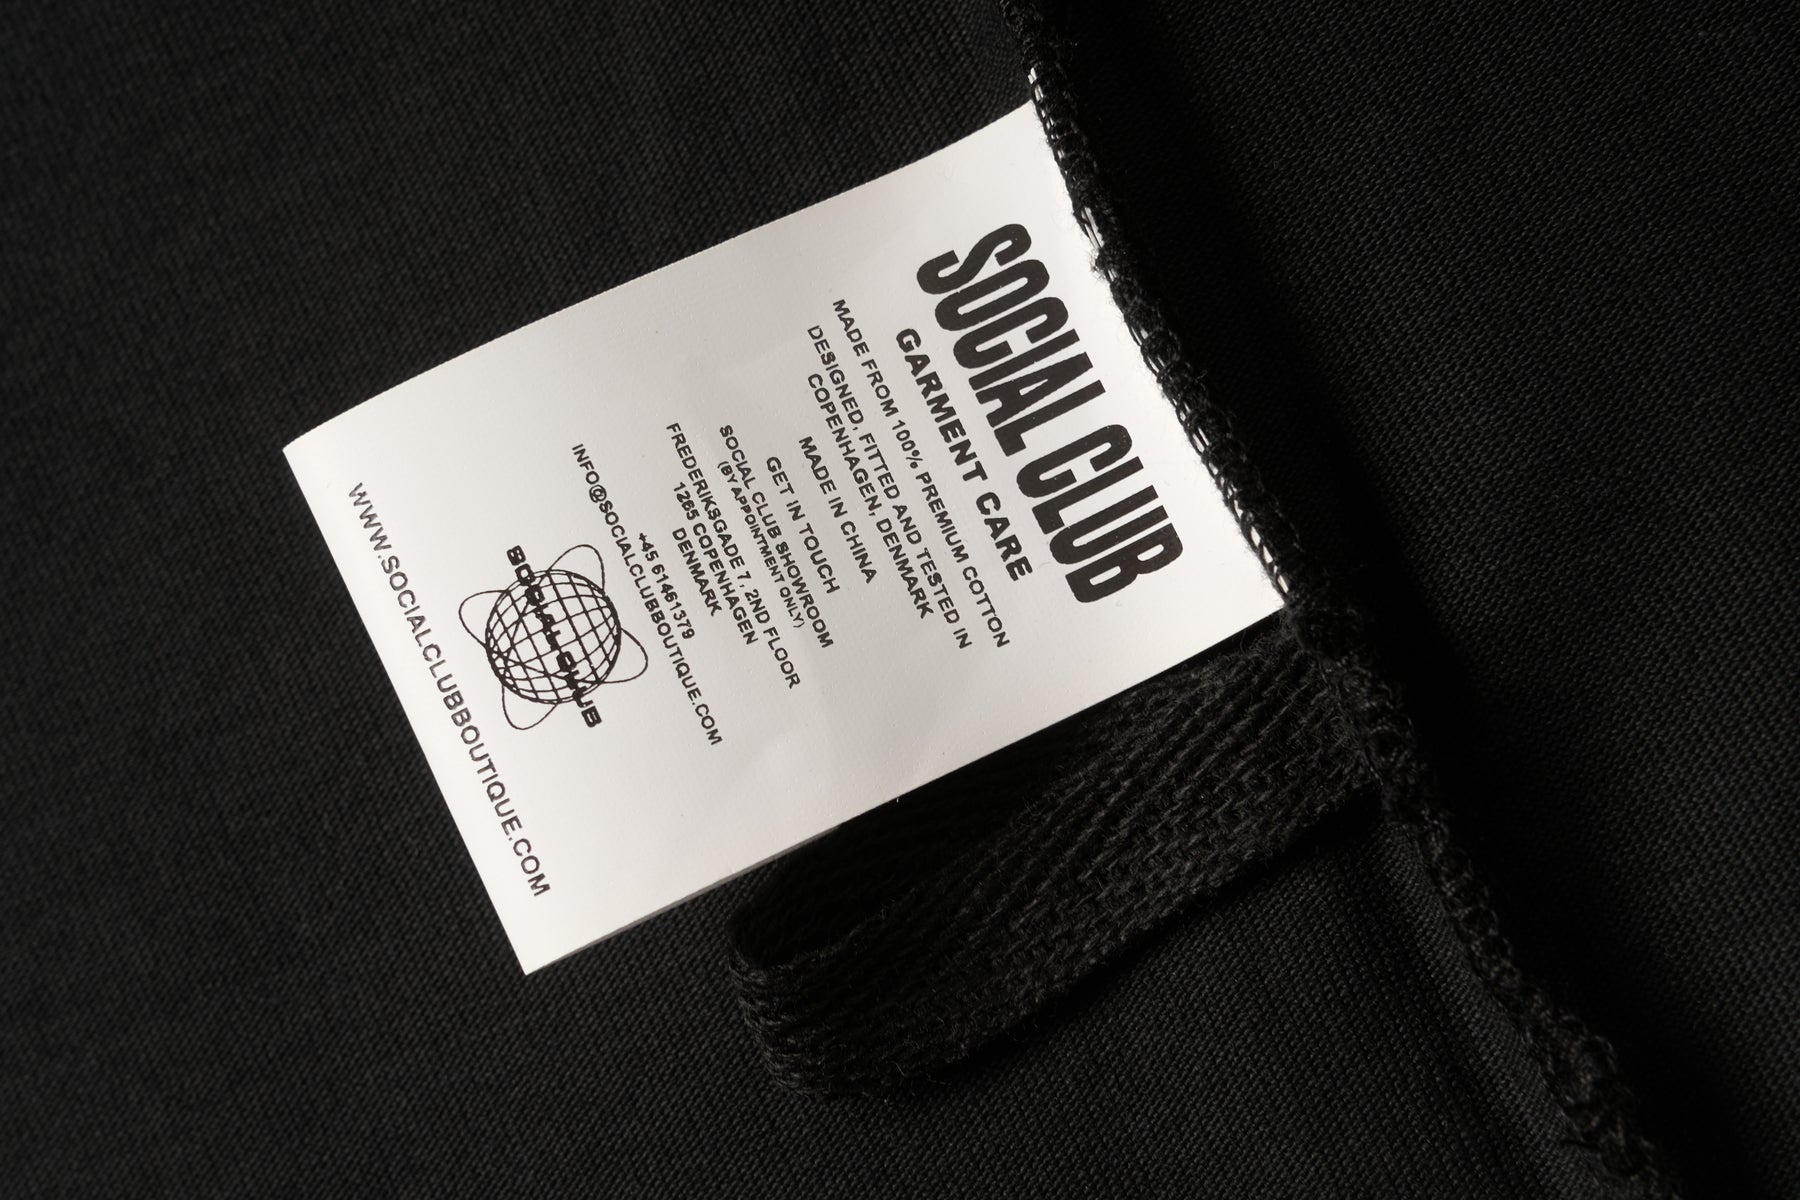 SOCIAL CLUB
GARMENT CARE
MADE FROM 100% PREMIUM COTTON
DESIGNED, FITTED AND TESTED IN
COPENHAGEN, DENMARK
MADE IN CHINA
GET IN TOUCH
SOCIAL CLUB SHOWROOM
(BY APPOINTMENT ONLY)
FREDERIKSGADE 7, 2ND FLOOR
1265 COPENHAGEN
DENMARK
+45 61461379
INFO@SOCIALCLUBBOUTIQUE.COM
SOCIAL CLUB
WWW.SOCIALCLUBBOUTIQUE.COM